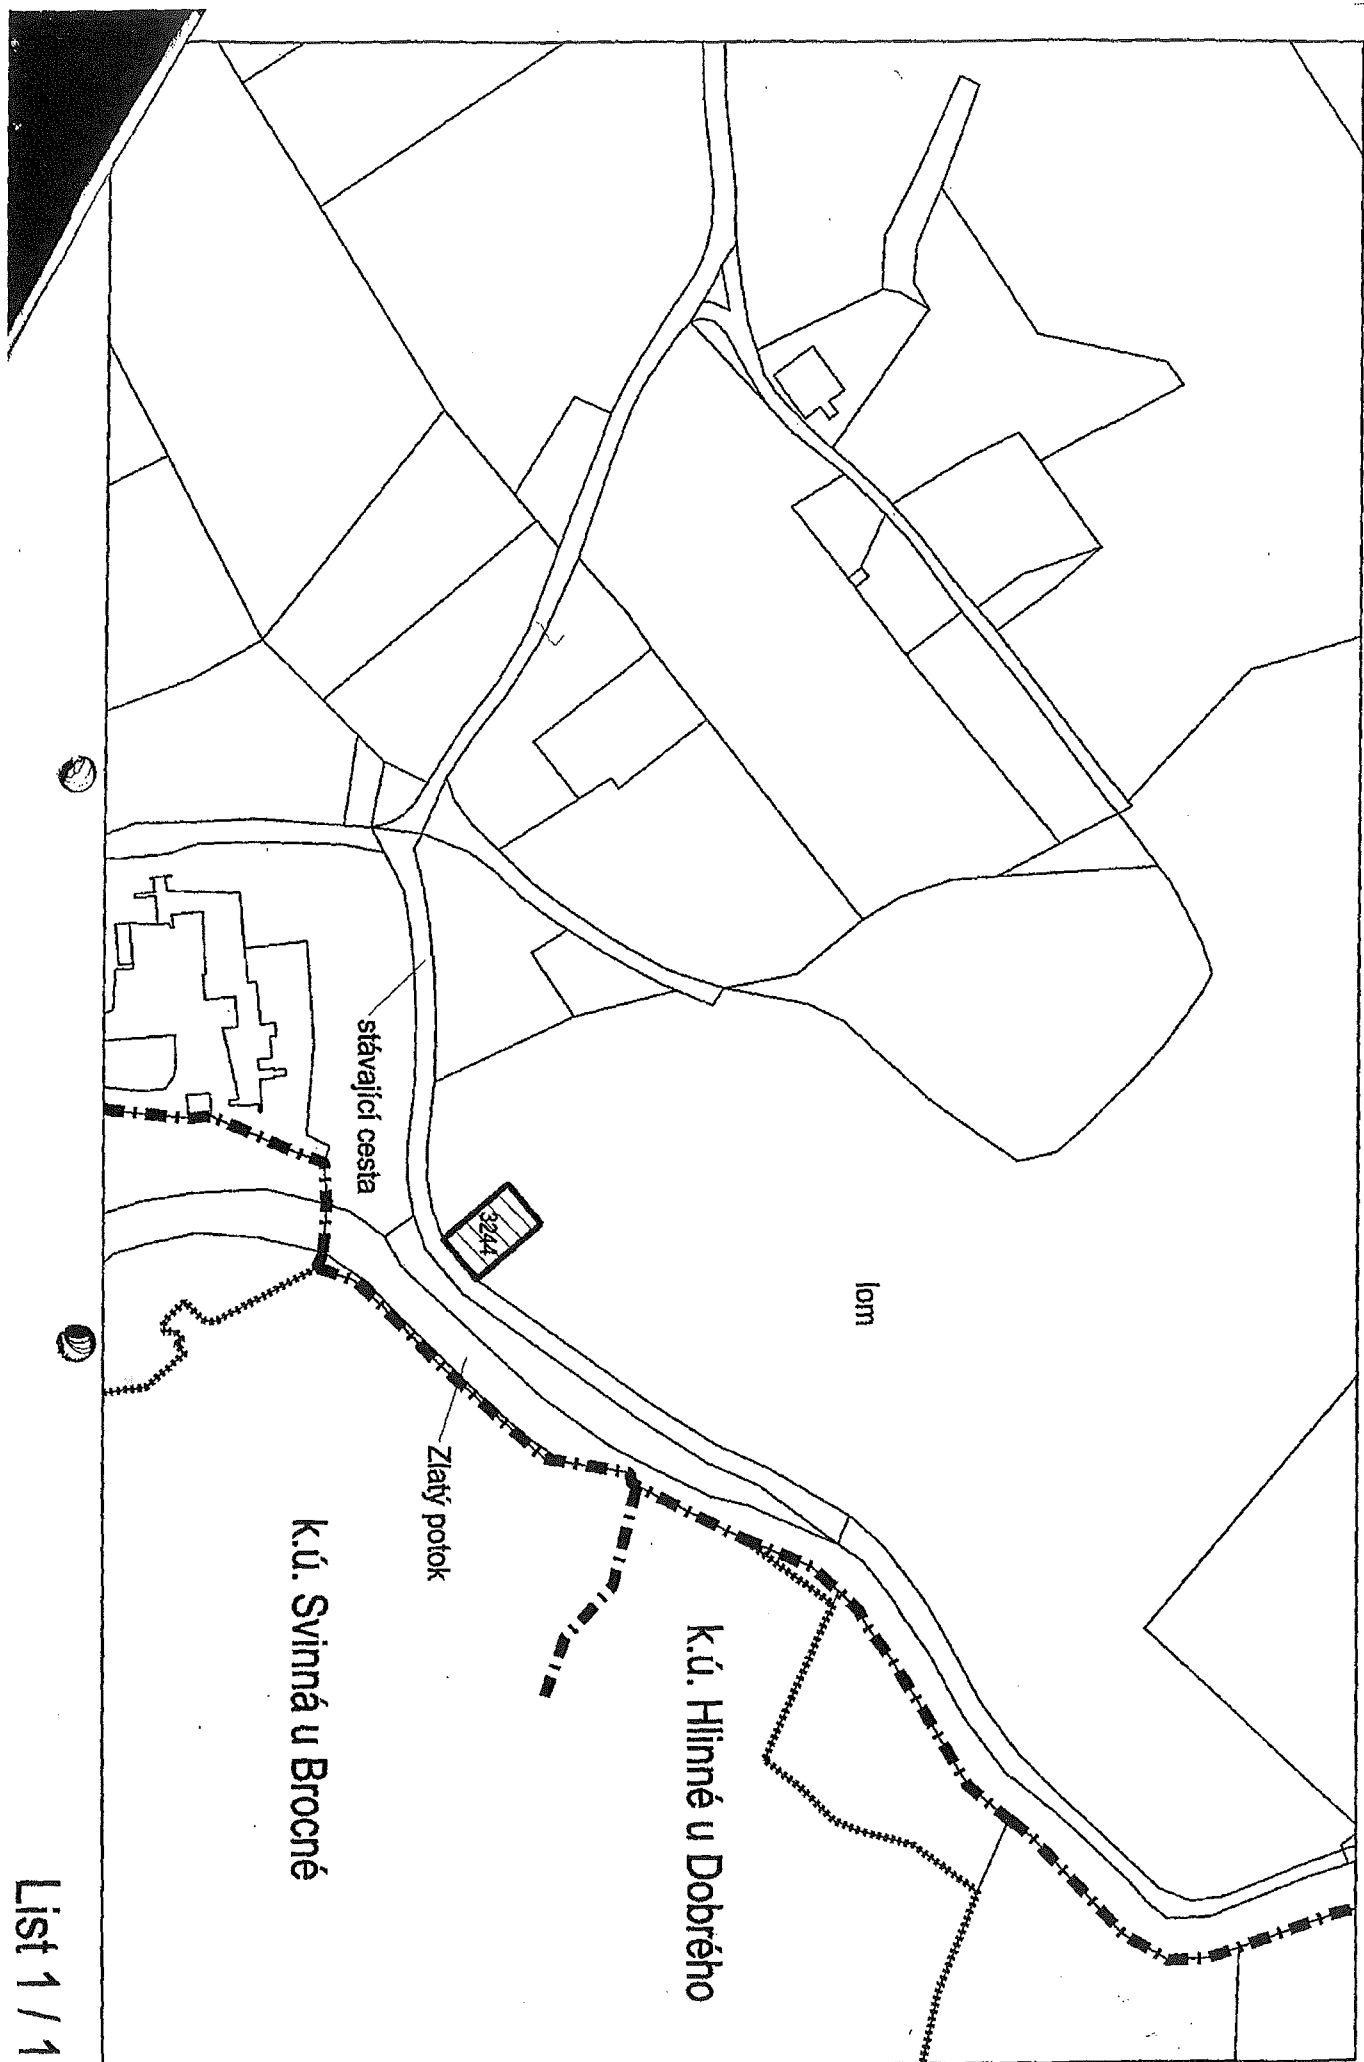 lom
3244
stávající cesta
Zlatý potok
k.ú. Hlinné u Dobrého
k.ú. Svinná u Brocné
List 1 / 1